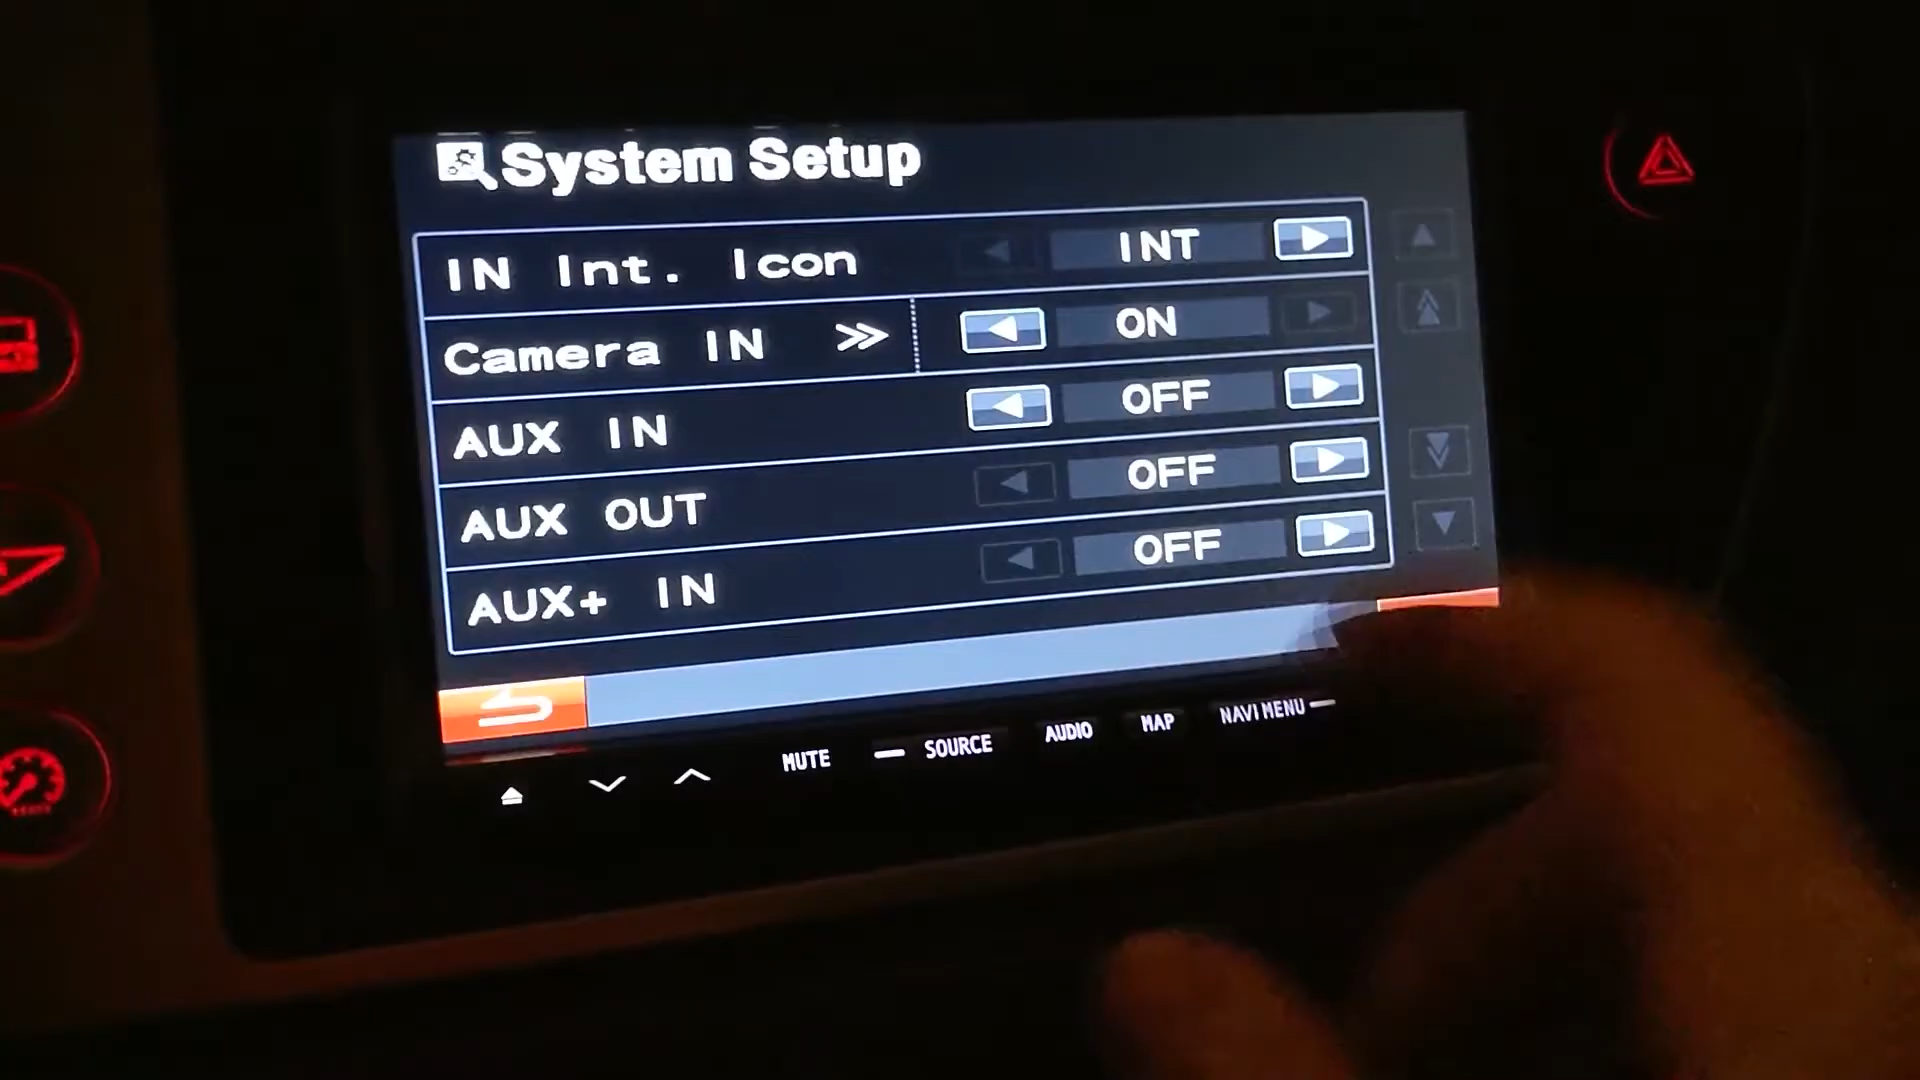 System Setup
IN Int. Icon INT
Camera IN ON
AUX IN OFF
AUX OUT OFF
AUX+ IN OFF
MUTE SOURCE AUDIO MAP NAVI MENU